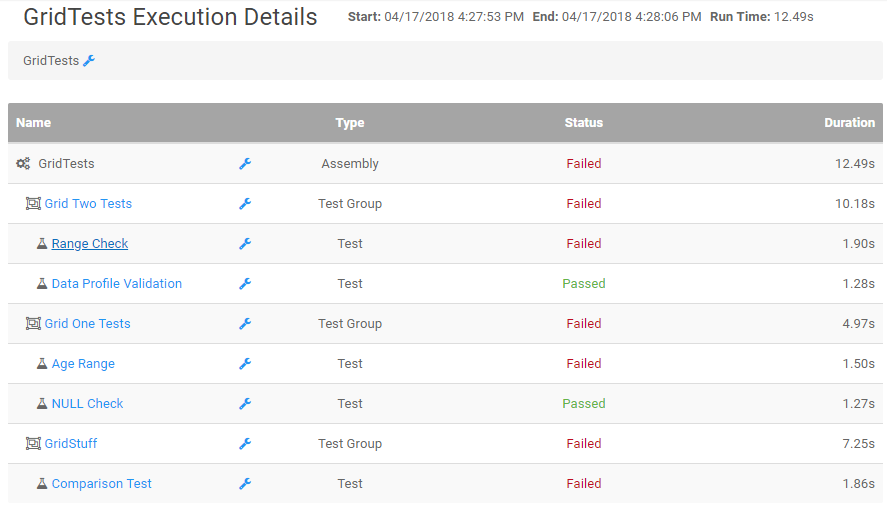 GridTests Execution Details Start: 04/17/2018 4:27:53 PM End: 04/17/2018 4:28:06 PM Run Time: 12.49s
GridTests
Name Type Status Duration
GridTests Assembly Failed 12.49s
Grid Two Tests Test Group Failed 10.18s
Range Check Test Failed 1.90s
Data Profile Validation Test Passed 1.28s
Grid One Tests Test Group Failed 4.97s
Age Range Test Failed 1.50s
NULL Check Test Passed 1.27s
GridStuff Test Group Failed 7.25s
Comparison Test Test Failed 1.86s